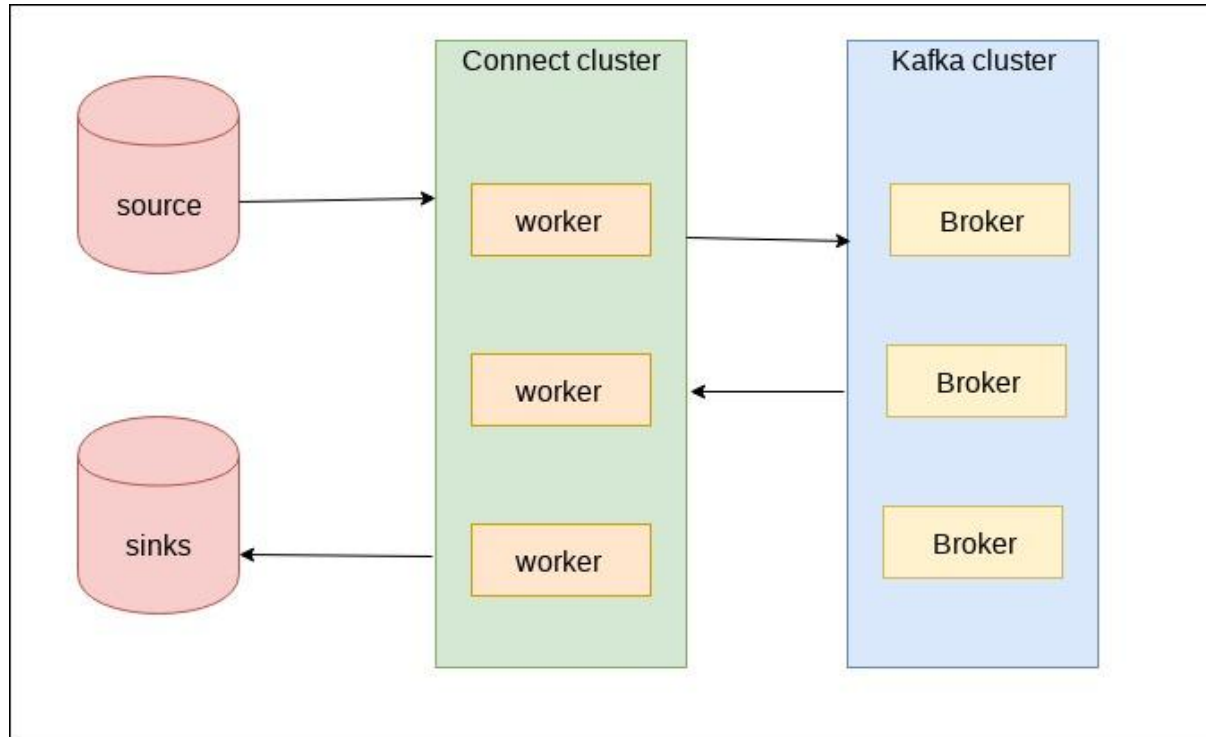 Connect cluster
Kafka cluster
source
worker
Broker
worker
Broker
sinks
worker
Broker